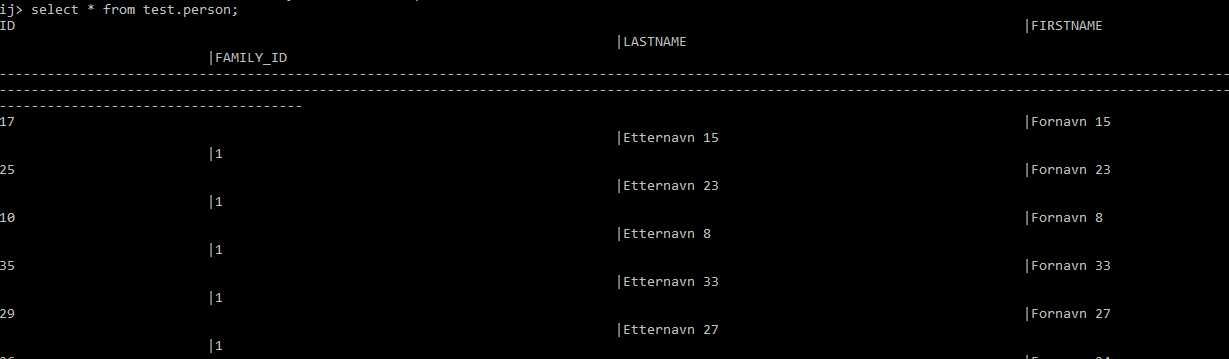 ij> select * from test.person;
ID |FIRSTNAME
|LASTNAME
|FAMILY_ID
--------------------------------------------------------------------------------------------------------------------------------------------------------
--------------------------------------------------------------------------------------------------------------------------------------------------------
--------------------------------------
17 |Fornavn 15
|Etternavn 15
|1
25 |Fornavn 23
|Etternavn 23
|1
10 |Fornavn 8
|Etternavn 8
|1
35 |Fornavn 33
|Etternavn 33
|1
29 |Fornavn 27
|Etternavn 27
|1